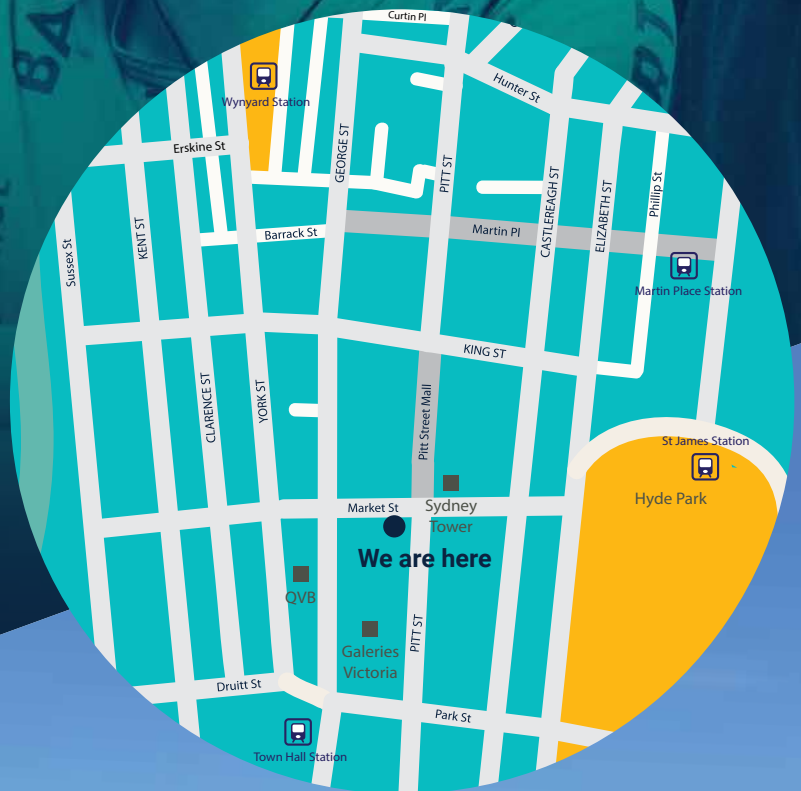 Curtin Pl
Hunter St
Wynyard Station
Erskine St
GEORGE ST
PITT ST
CASTLEREAGH ST
ELIZABETH ST
Phillip St
KENT ST
Sussex St
Barrack St
Martin Pl
Martin Place Station
KING ST
CLARENCE ST
YORK ST
Pitt Street Mall
St James Station
Hyde Park
Market St
Sydney
Tower
We are here
QVB
Galeries
Victoria
PITT ST
Druitt St
Park St
Town Hall Station